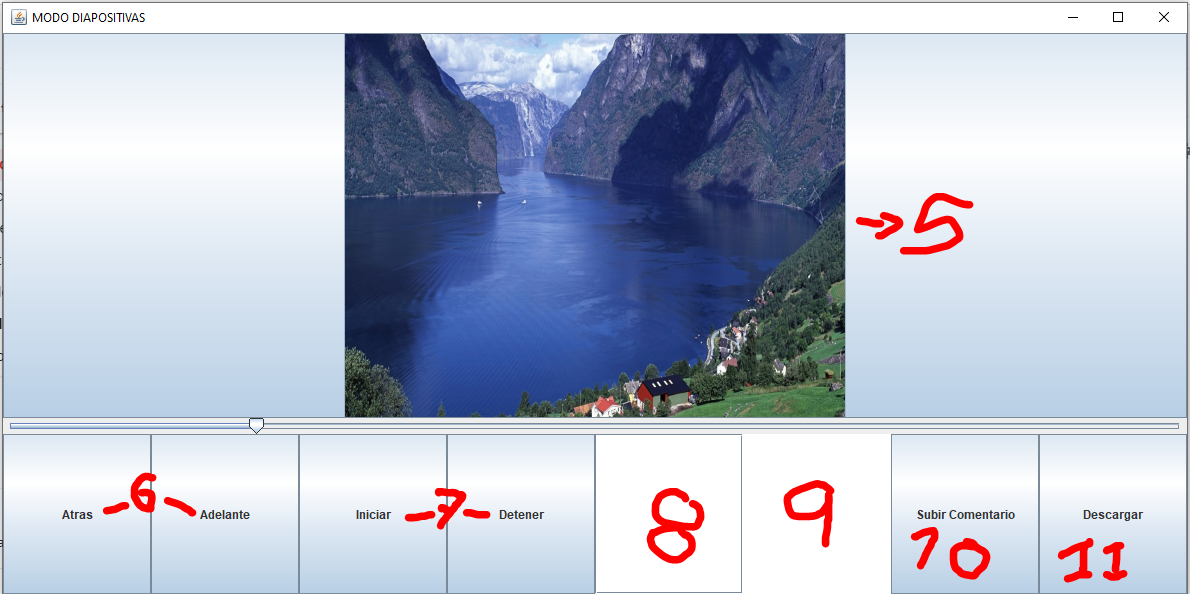 MODO DIAPOSITIVAS
→5
Atras
6
Adelante
Iniciar
7
Detener
8
9
Subir Comentario
10
Descargar
11